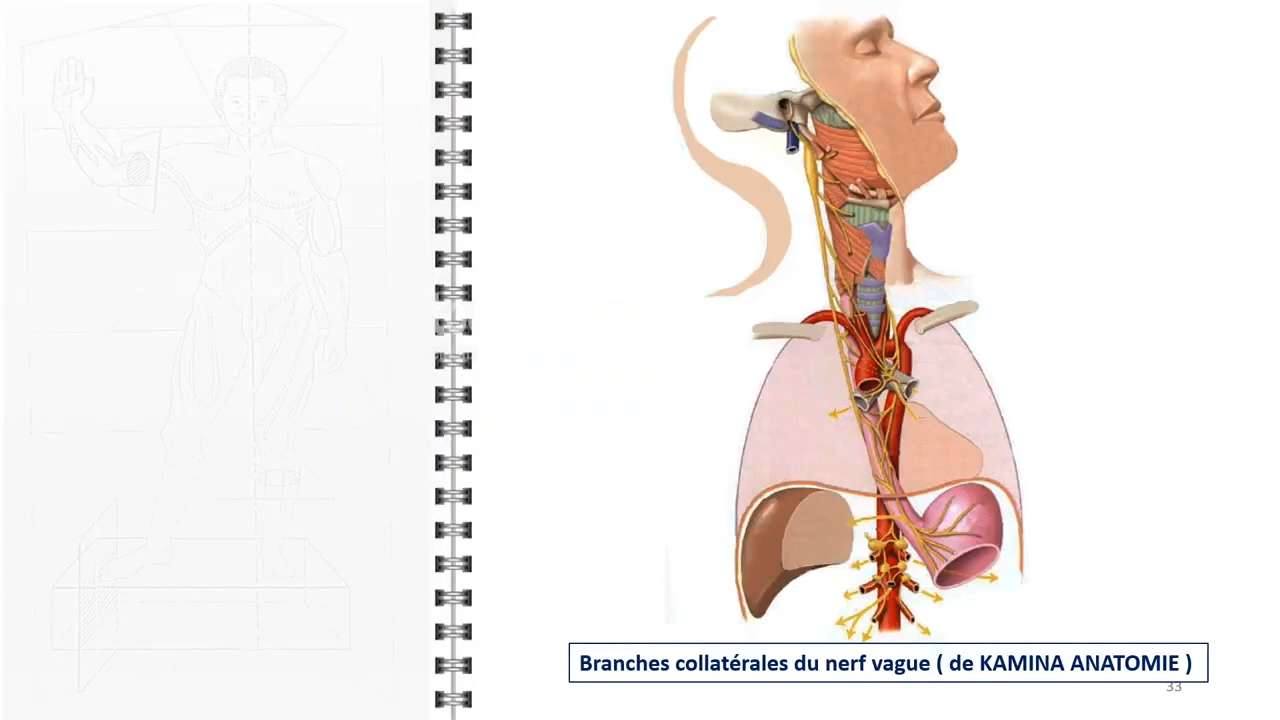 Branches collatérales du nerf vague ( de KAMINA ANATOMIE )
33